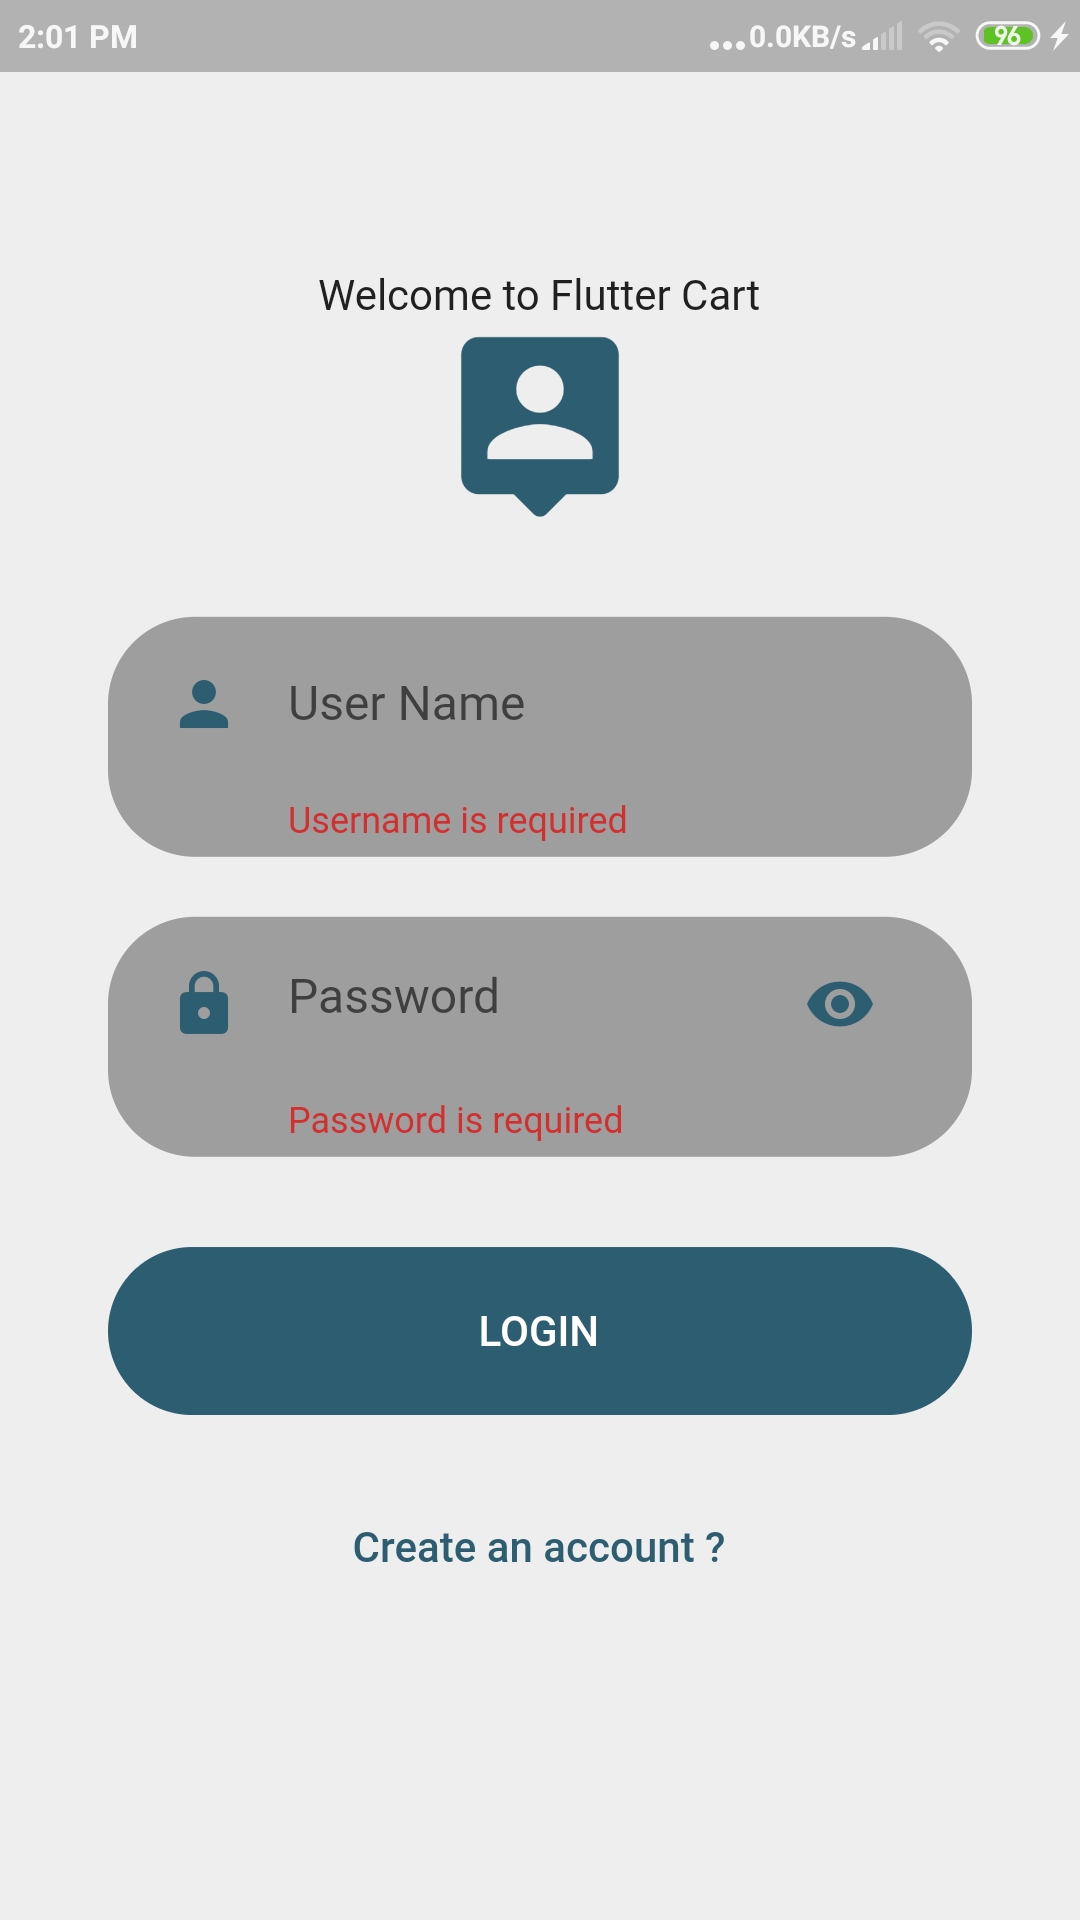 2:01 PM ...0.0KB/s 96
Welcome to Flutter Cart
User Name
Username is required
Password
Password is required
LOGIN
Create an account ?